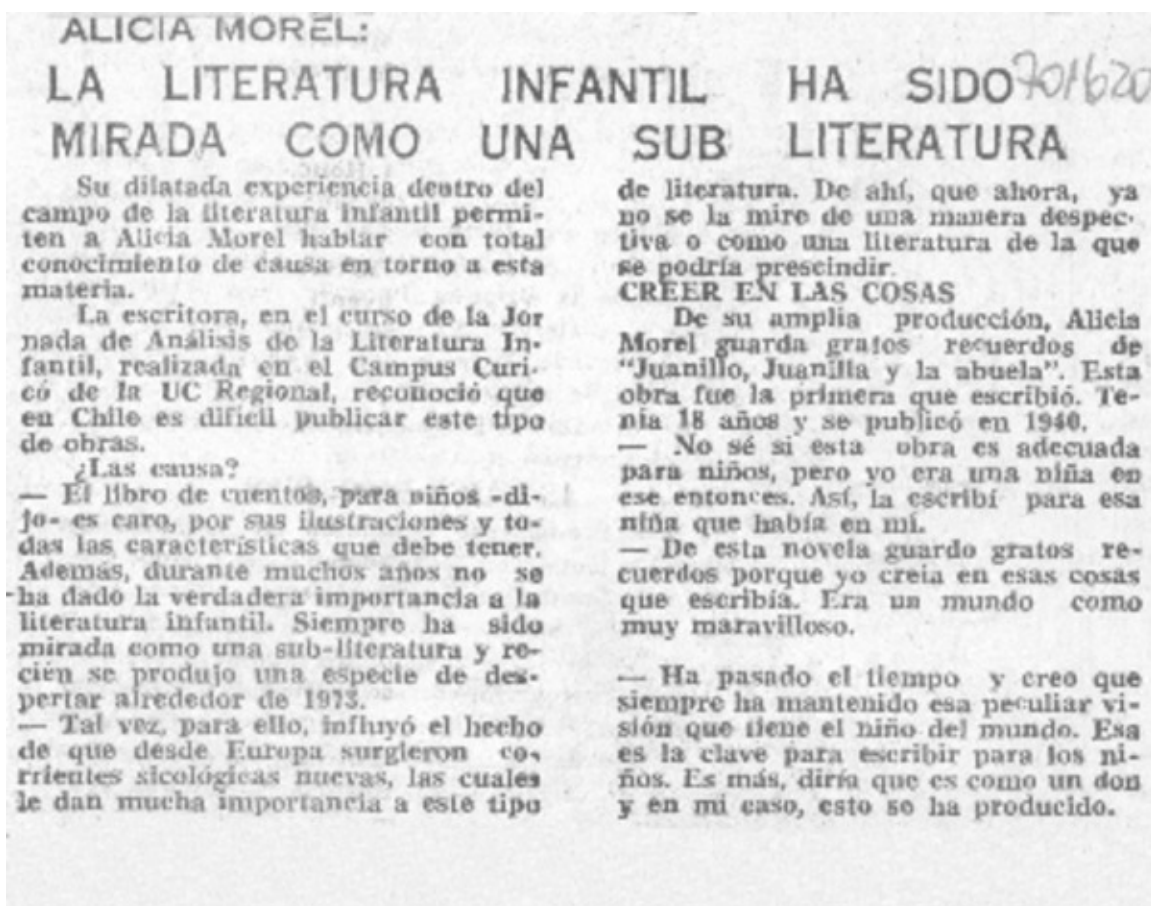 ALICIA MOREL:
LA LITERATURA INFANTIL HA SIDO
701620
MIRADA COMO UNA SUB LITERATURA
Su dilatada experiencia dentro del
campo de la literatura infantil permi-
ten a Alicia Morel hablar con total
conocimiento de causa en torno a esta
materia.
La escritora, en el curso de la Jor
nada de Análisis de la Literatura In-
fantil, realizada en el Campus Curi-
có de la UC Regional, reconoció que
en Chile es difícil publicar este tipo
de obras.
¿Las causa?
— El libro de cuentos, para niños -di-
jo- es caro, por sus ilustraciones y to-
das las características que debe tener.
Además, durante muchos años no se
ha dado la verdadera importancia a la
literatura infantil. Siempre ha sido
mirada como una sub-literatura y re-
cién se produjo una especie de des-
pertar alrededor de 1973.
— Tal vez, para ello, influyó el hecho
de que desde Europa surgieron co-
rrientes sicológicas nuevas, las cuales
le dan mucha importancia a este tipo
de literatura. De ahí, que ahora, ya
no se la mire de una manera despec-
tiva o como una literatura de la que
se podría prescindir.
CREER EN LAS COSAS
De su amplia producción, Alicia
Morel guarda gratos recuerdos de
"Juanillo, Juanilla y la abuela". Esta
obra fue la primera que escribió. Te-
nía 18 años y se publicó en 1940.
— No sé si esta obra es adecuada
para niños, pero yo era una niña en
ese entonces. Así, la escribí para esa
niña que había en mi.
— De esta novela guardo gratos re-
cuerdos porque yo creia en esas cosas
que escribía. Era un mundo como
muy maravilloso.
— Ha pasado el tiempo y creo que
siempre ha mantenido esa peculiar vi-
sión que tiene el niño del mundo. Esa
es la clave para escribir para los ni-
ños. Es más, diría que es como un don
y en mi caso, esto se ha producido.